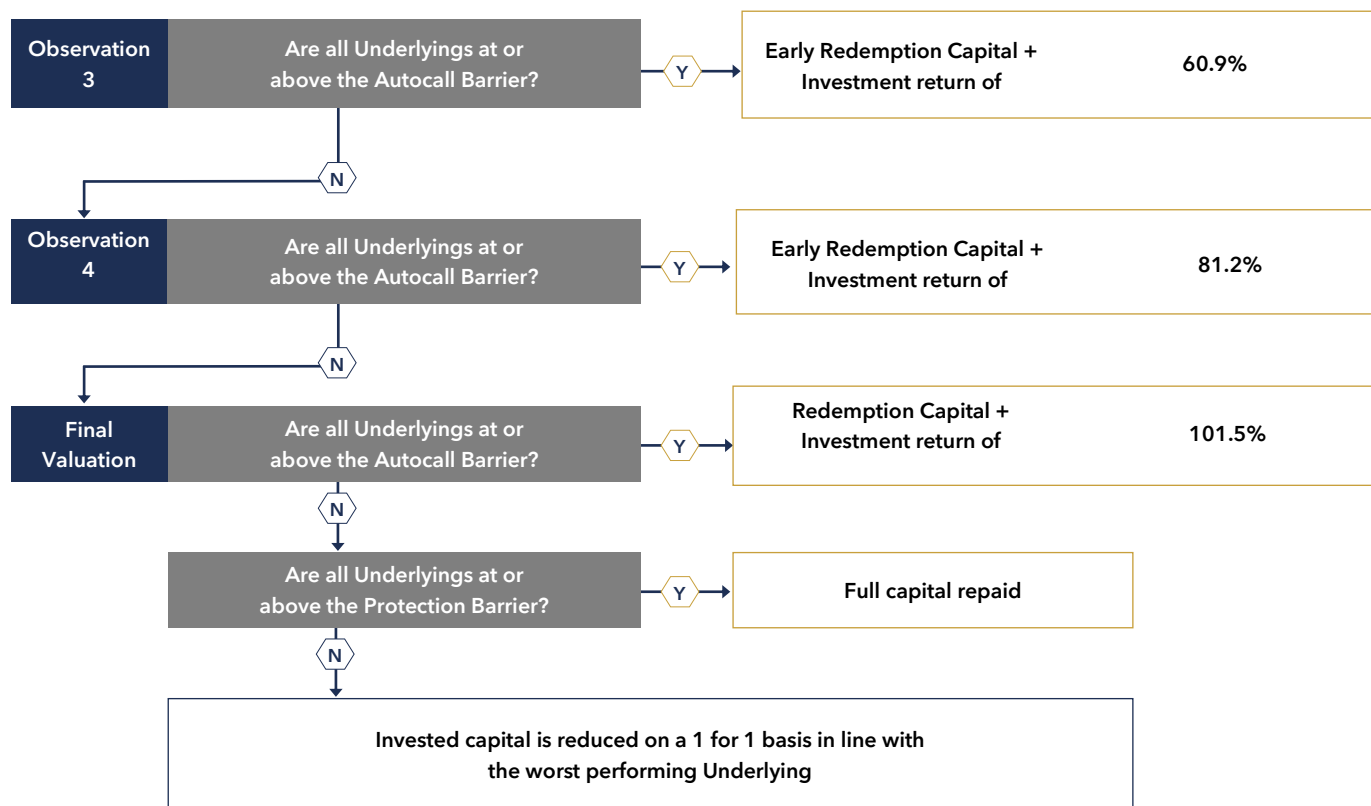 Observation
3
Are all Underlyings at or
above the Autocall Barrier?
Y
Early Redemption Capital +
Investment return of
60.9%
N
Observation
4
Are all Underlyings at or
above the Autocall Barrier?
Y
Early Redemption Capital +
Investment return of
81.2%
N
Final
Valuation
Are all Underlyings at or
above the Autocall Barrier?
Y
Redemption Capital +
Investment return of
101.5%
N
Are all Underlyings at or
above the Protection Barrier?
Y
Full capital repaid
N
Invested capital is reduced on a 1 for 1 basis in line with
the worst performing Underlying